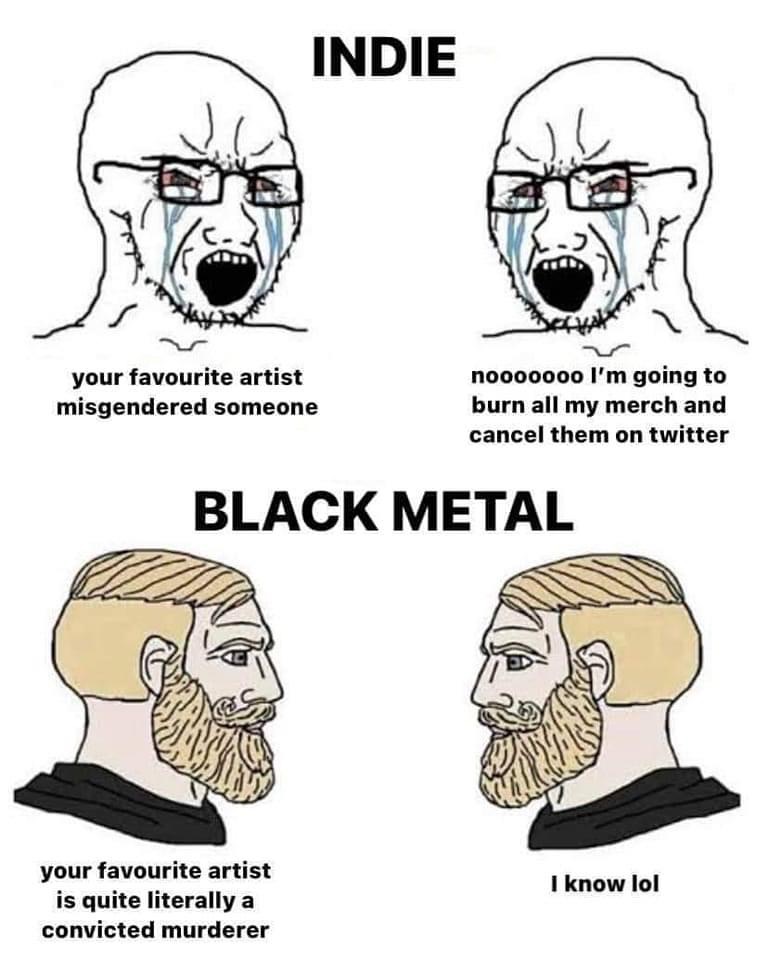 INDIE
your favourite artist
misgendered someone
nooooooo I'm going to
burn all my merch and
cancel them on twitter
BLACK METAL
your favourite artist
is quite literally a
convicted murderer
I know lol